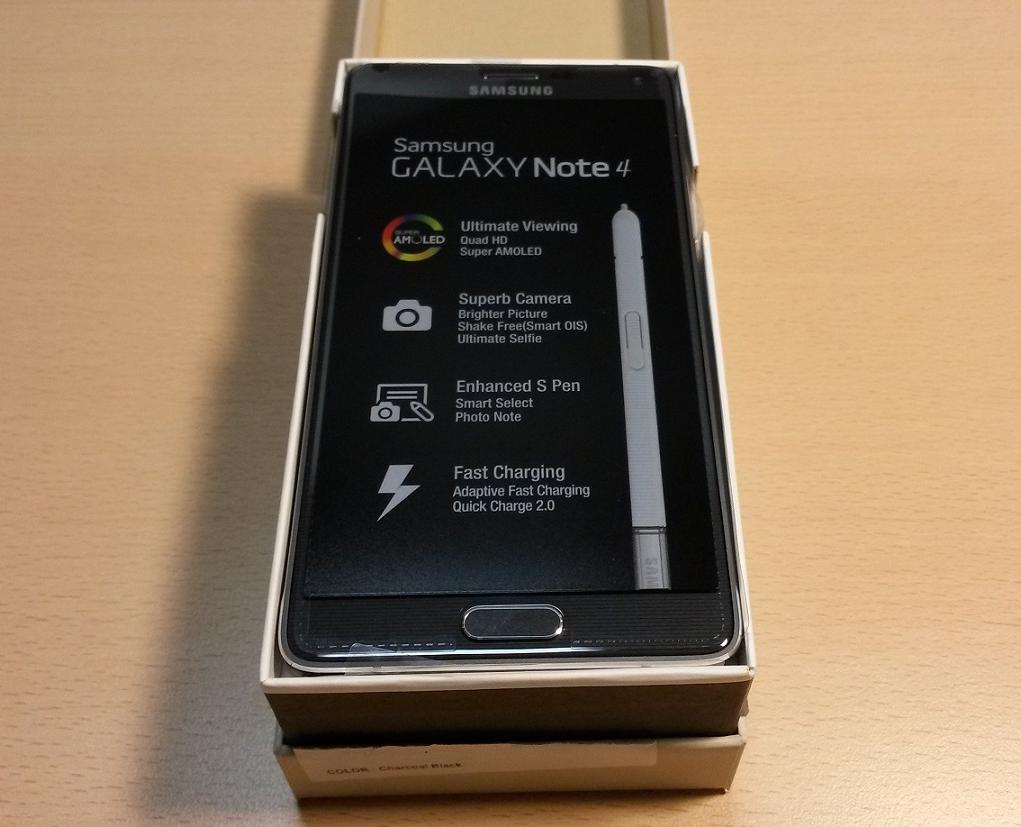 SAMSUNG
Samsung
GALAXY Note 4
SUPER
AMOLED
Ultimate Viewing
Quad HD
Super AMOLED
Superb Camera
Brighter Picture
Shake Free(Smart OIS)
Ultimate Selfie
Enhanced S Pen
Smart Select
Photo Note
Fast Charging
Adaptive Fast Charging
Quick Charge 2.0
SAM
COLOR : Charcoal Black